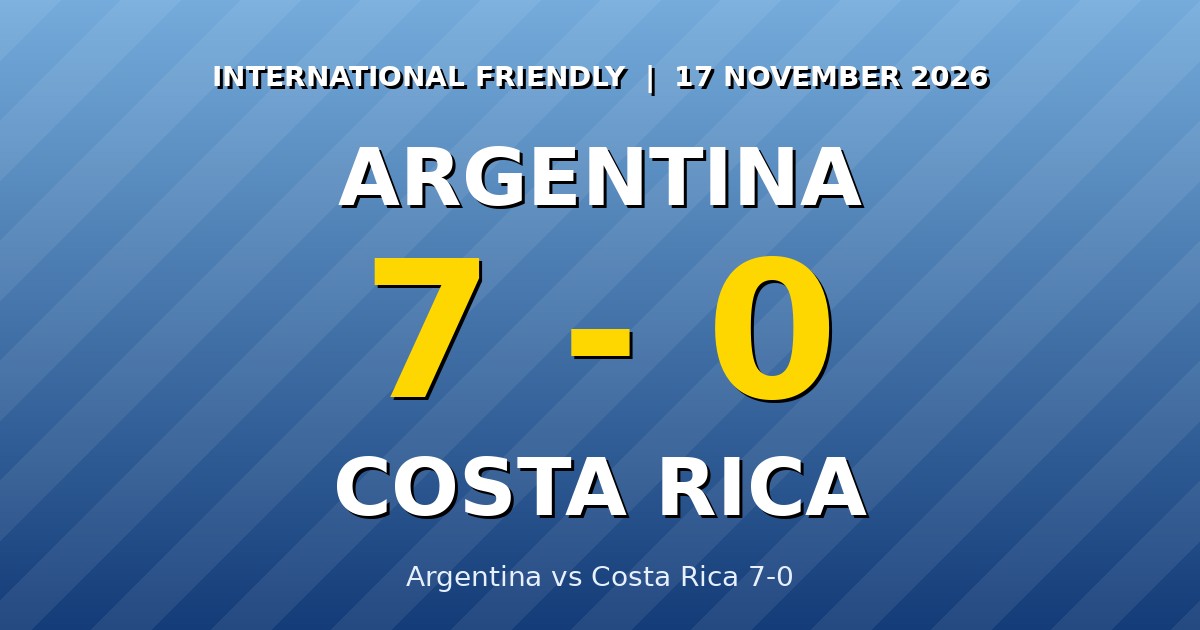 INTERNATIONAL FRIENDLY | 17 NOVEMBER 2026
ARGENTINA
7 - 0
COSTA RICA
Argentina vs Costa Rica 7-0